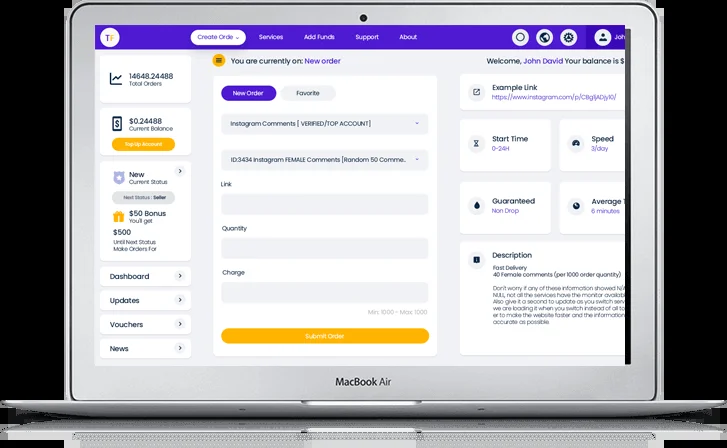 TF
Create Orde
Services
Add Funds
Support
About
Joh
14648.24488
Total Orders
$0.24488
Current Balance
TopUp Account
New
Current Status
Next Status : Seller
$50 Bonus
You'll get
$500
Until Next Status
Make Orders For
Dashboard
Updates
Vouchers
News
You are currently on: New order
Welcome, John David Your balance is $
New Order
Favorite
Instagram Comments [ VERIFIED/TOP ACCOUNT]
ID:3434 Instagram FEMALE Comments [Random 50 Comme..
Link
Quantity
Charge
Min: 1000 - Max: 1000
Submit Order
Example Link
Start Time
0-24H
Speed
3/day
Guaranteed
Non Drop
Average T
6 minutes
Description
Fast Delivery
40 Female comments (per 1000 order quantity)
Don't worry if any of these information showed N/A
NULL, not all the services have the monitor available
Also give it a second to update as you switch serv
we are loading it when you switch instead of all to
er to make the website faster and the information
accurate as possible.
MacBook Air